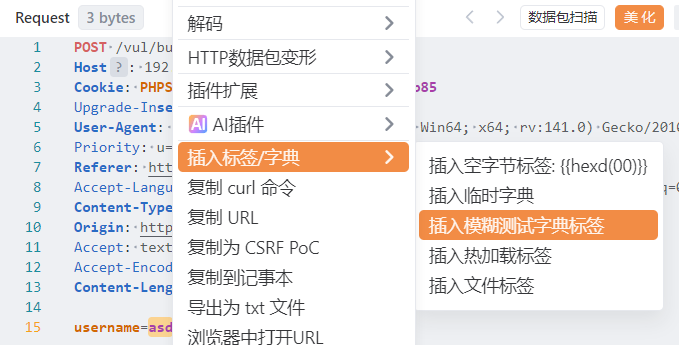 Request 3 bytes
数据包扫描 美化
1 POST /vul/bu
2 Host ? : 192
3 Cookie: PHPS
85
4 Upgrade-Inse
5 User-Agent: Win64; x64; rv:141.0) Gecko/2010
6 Priority: u=
7 Referer: htt
8 Accept-Langu
9 Content-Type
10 Origin: http
11 Accept: text
12 Accept-Encod
13 Content-Leng
14
15 username=asd
解码
HTTP数据包变形
插件扩展
AI AI插件
插入标签/字典
复制 curl 命令
复制 URL
复制为 CSRF PoC
复制到记事本
导出为 txt 文件
浏览器中打开URL
插入空字节标签: {{hexd(00)}}
插入临时字典
插入模糊测试字典标签
插入热加载标签
插入文件标签